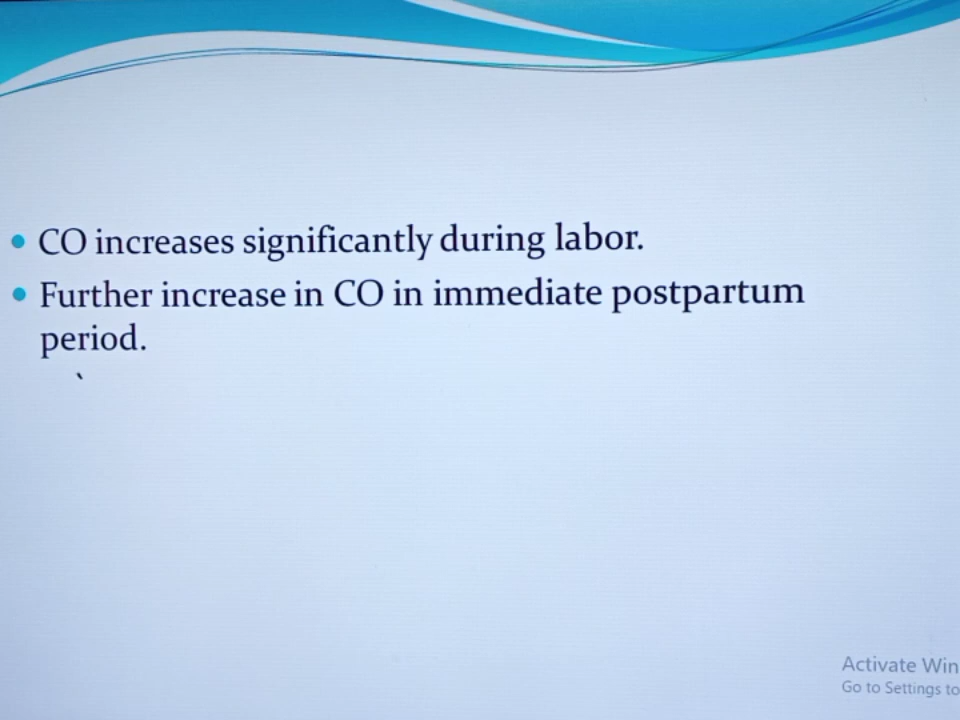 CO increases significantly during labor.
Further increase in CO in immediate postpartum
period.
Activate Win
Go to Settings to